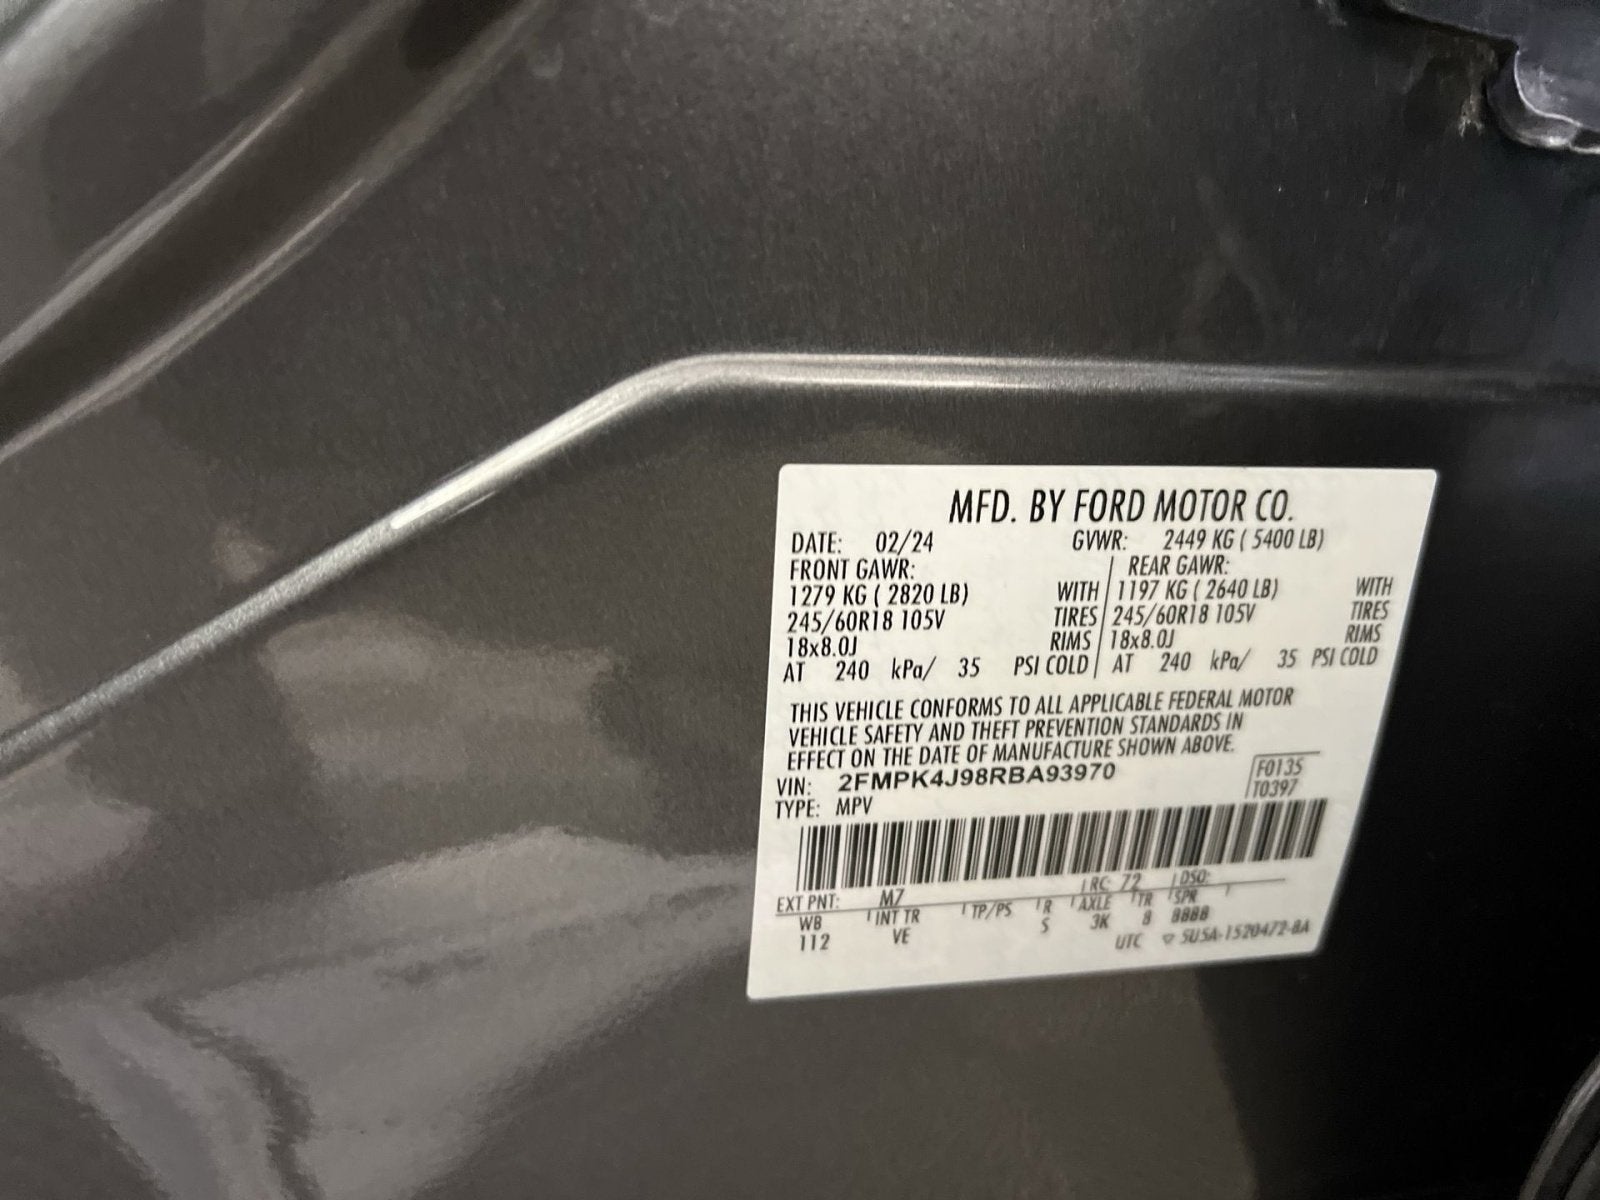 MFD. BY FORD MOTOR CO.
DATE: 02/24 GVWR: 2449 KG ( 5400 LB)
FRONT GAWR: REAR GAWR:
1279 KG ( 2820 LB) WITH 1197 KG ( 2640 LB) WITH
245/60R18 105V TIRES 245/60R18 105V TIRES
18x8.0J RIMS 18x8.0J RIMS
AT 240 kPa/ 35 PSI COLD AT 240 kPa/ 35 PSI COLD
THIS VEHICLE CONFORMS TO ALL APPLICABLE FEDERAL MOTOR
VEHICLE SAFETY AND THEFT PREVENTION STANDARDS IN
EFFECT ON THE DATE OF MANUFACTURE SHOWN ABOVE.
VIN: 2FMPK4J98RBA93970 F0135
TYPE: MPV T0397
EXT PNT: M7 RC: 72 DSO:
WB INT TR TP/PS R AXLE TR SPR
112 VE S 3K 8 8888
UTC ▽ 5U5A-1520472-BA